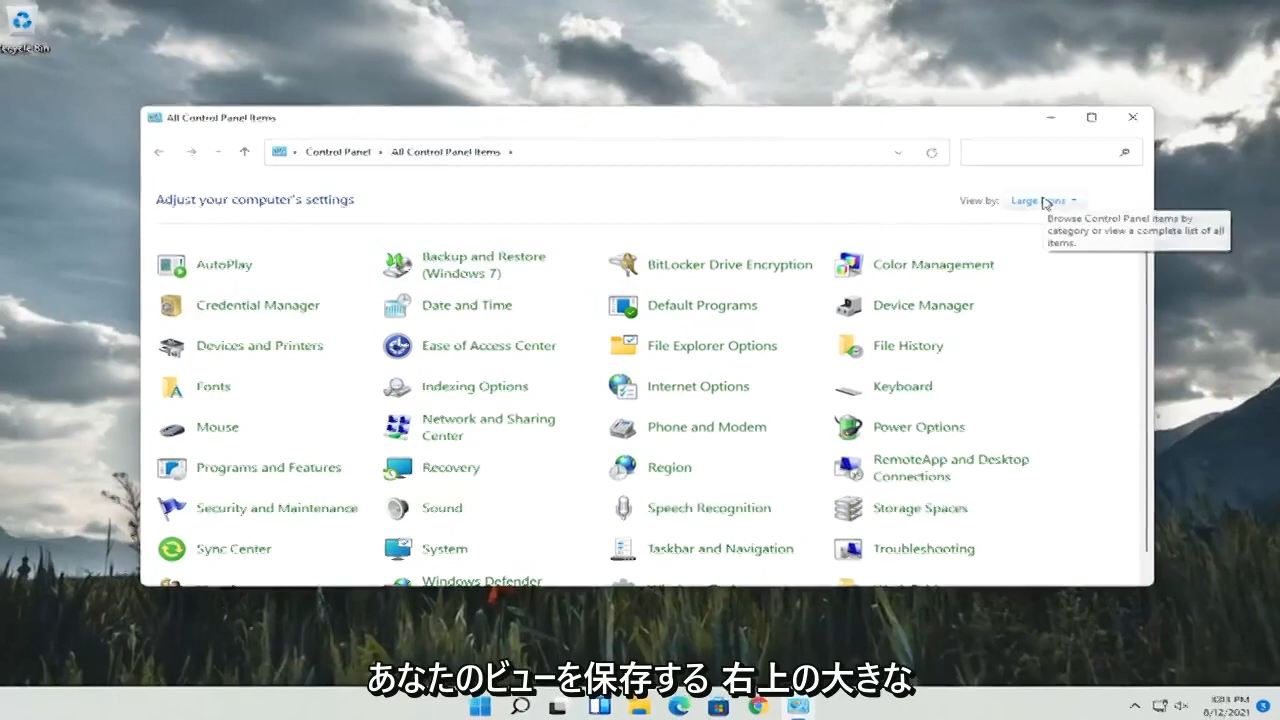 All Control Panel Items
Control Panel
All Control Panel Items
Adjust your computer's settings
View by:
Large
Browse Control Panel items by
category or view a complete list of all
items.
AutoPlay
Backup and Restore
(Windows 7)
BitLocker Drive Encryption
Color Management
Credential Manager
Date and Time
Default Programs
Device Manager
Devices and Printers
Ease of Access Center
File Explorer Options
File History
Fonts
Indexing Options
Internet Options
Keyboard
Mouse
Network and Sharing
Center
Phone and Modem
Power Options
Programs and Features
Recovery
Region
RemoteApp and Desktop
Connections
Security and Maintenance
Sound
Speech Recognition
Storage Spaces
Sync Center
System
Taskbar and Navigation
Troubleshooting
Windows Defender
あなたのビューを保存する 右上の大きな
8/12/2021